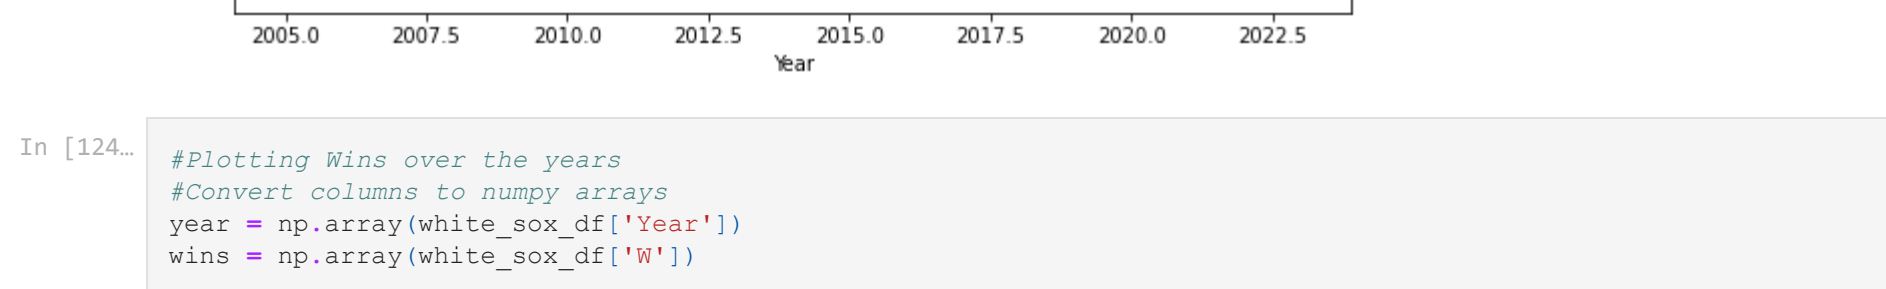 2005.0 2007.5 2010.0 2012.5 2015.0 2017.5 2020.0 2022.5
Year
In [124…
#Plotting Wins over the years
#Convert columns to numpy arrays
year = np.array(white_sox_df['Year'])
wins = np.array(white_sox_df['W'])